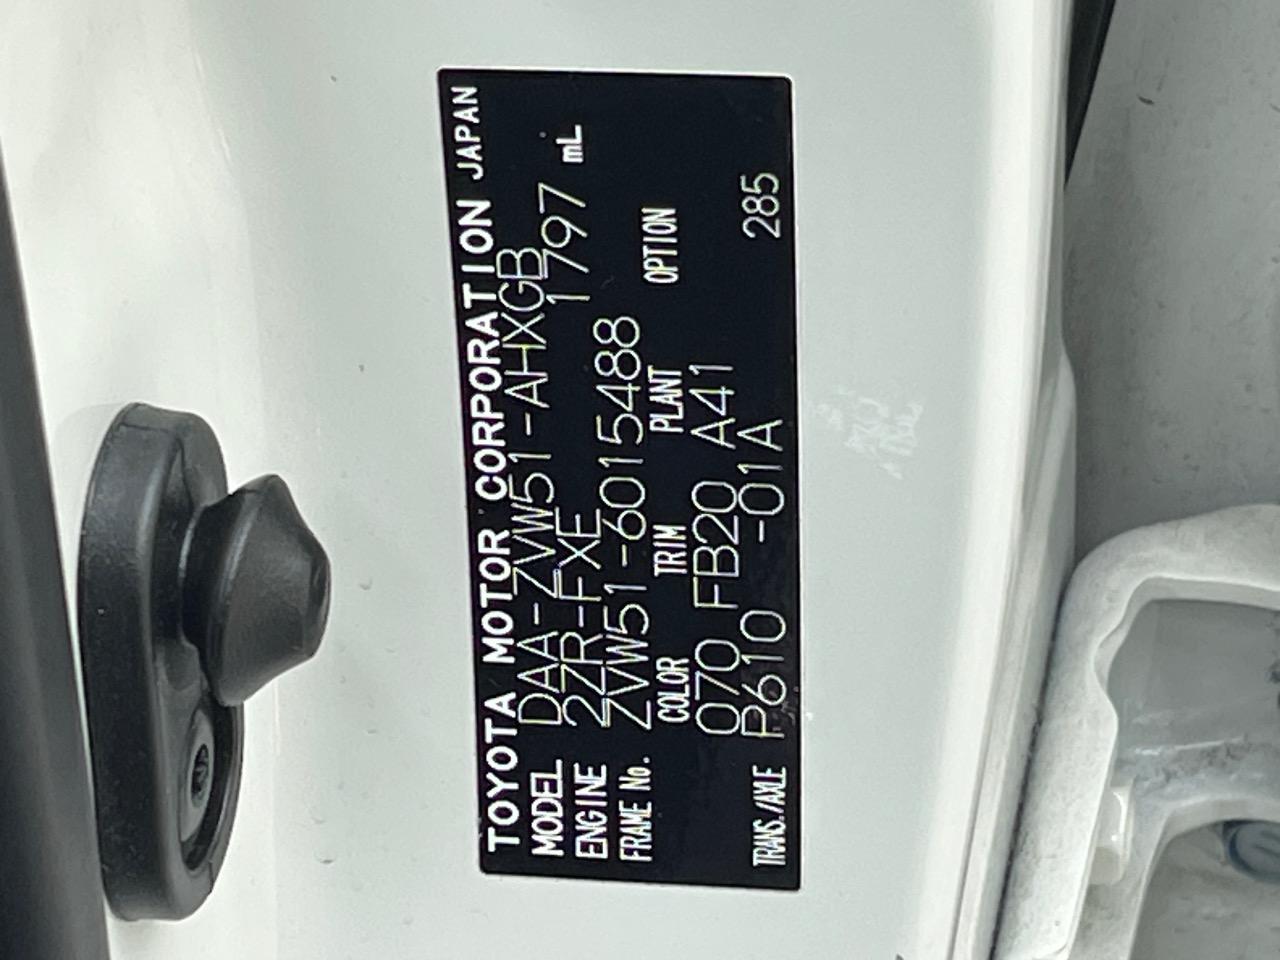 TOYOTA MOTOR CORPORATION JAPAN
MODEL DAA-ZVW51-AHXGB
ENGINE 2ZR-FXE 1797 mL
FRAME No. ZVW51-6015488
COLOR TRIM PLANT OPTION
070 FB20 A41
TRANS./AXLE P610 -01A 285